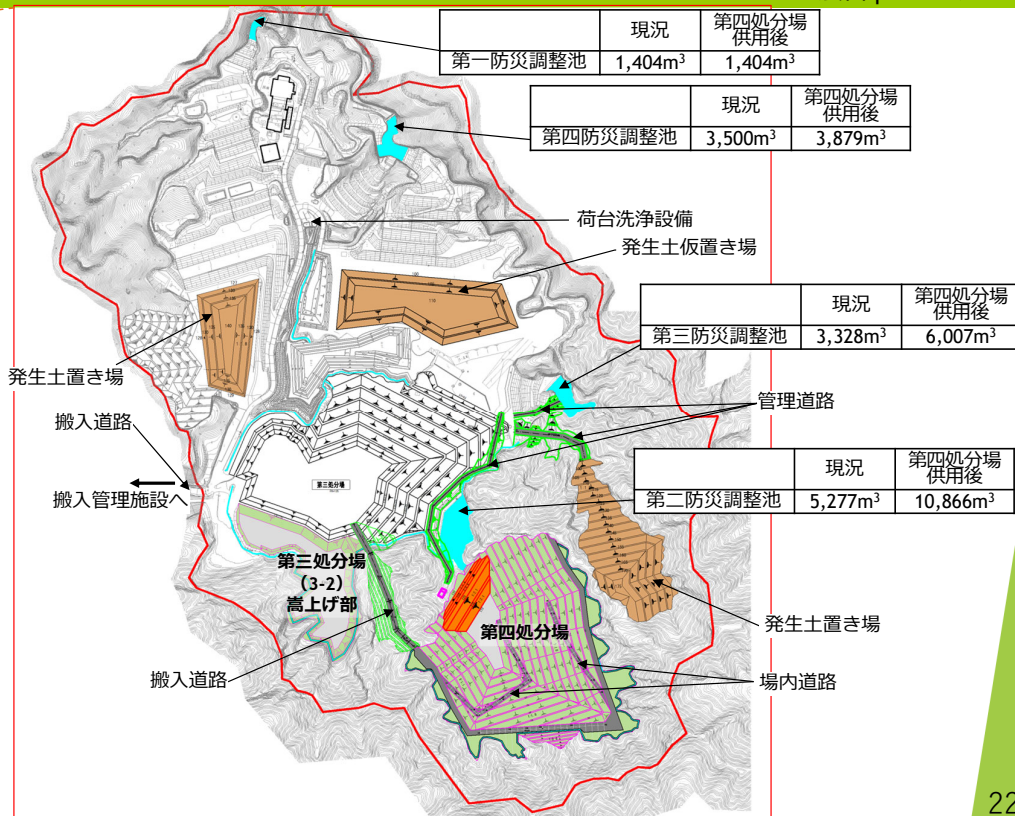 現況 第四処分場供用後
第一防災調整池 1,404m³ 1,404m³
現況 第四処分場供用後
第四防災調整池 3,500m³ 3,879m³
荷台洗浄設備
発生土仮置き場
現況 第四処分場供用後
第三防災調整池 3,328m³ 6,007m³
発生土置き場
管理道路
搬入道路
搬入管理施設へ
現況 第四処分場供用後
第二防災調整池 5,277m³ 10,866m³
第三処分場
第三処分場
（3-2）
嵩上げ部
第四処分場
発生土置き場
搬入道路
場内道路
22